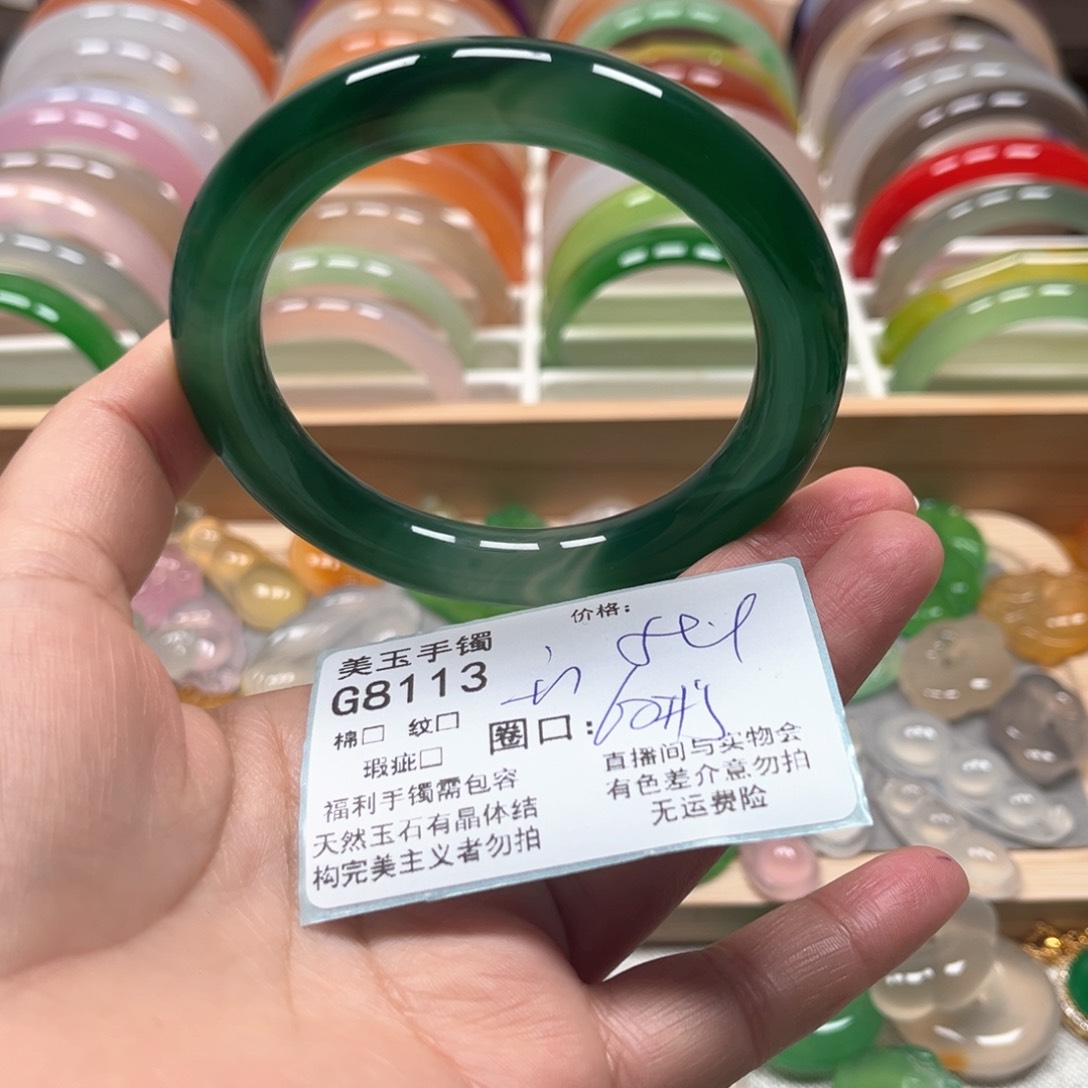 价格:
美玉手镯
G8113
棉□ 纹□ 圈口:
瑕疵□
福利手镯需包容
天然玉石有晶体结
构完美主义者勿拍
直播间与实物会
有色差介意勿拍
无运费险